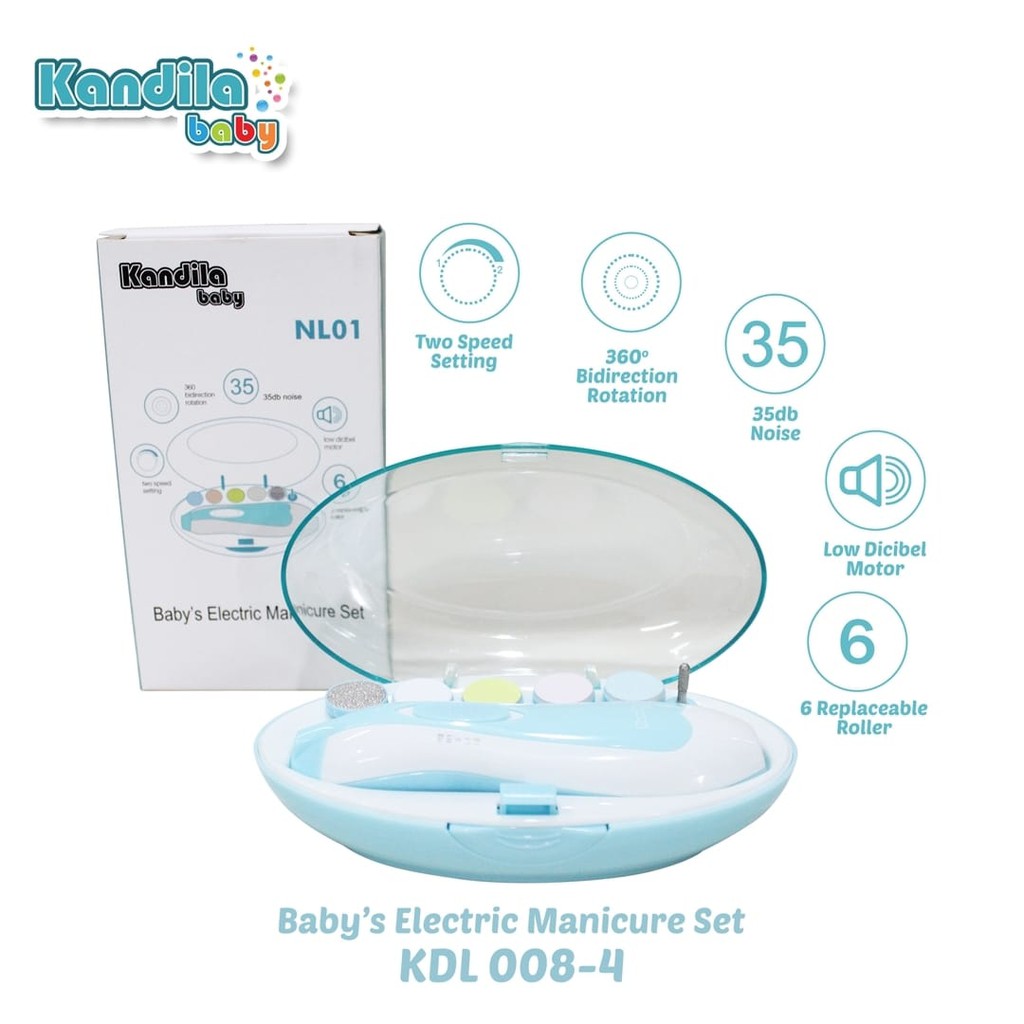 Kandila
baby
Kandila
baby
NL01
360
bidirection
rotation
35
35db noise
low dicibel
motor
two speed
setting
6
Baby's Electric Manicure Set
1 2
Two Speed
Setting
360°
Bidirection
Rotation
35
35db
Noise
Low Dicibel
Motor
6
6 Replaceable
Roller
Baby's Electric Manicure Set
KDL 008-4